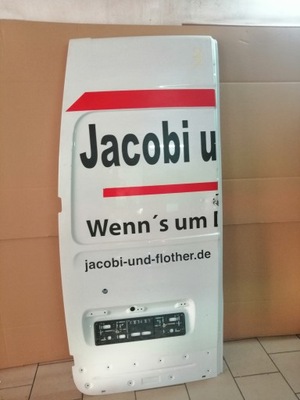 Jacobi u
Wenn´s um
jacobi-und-flother.de